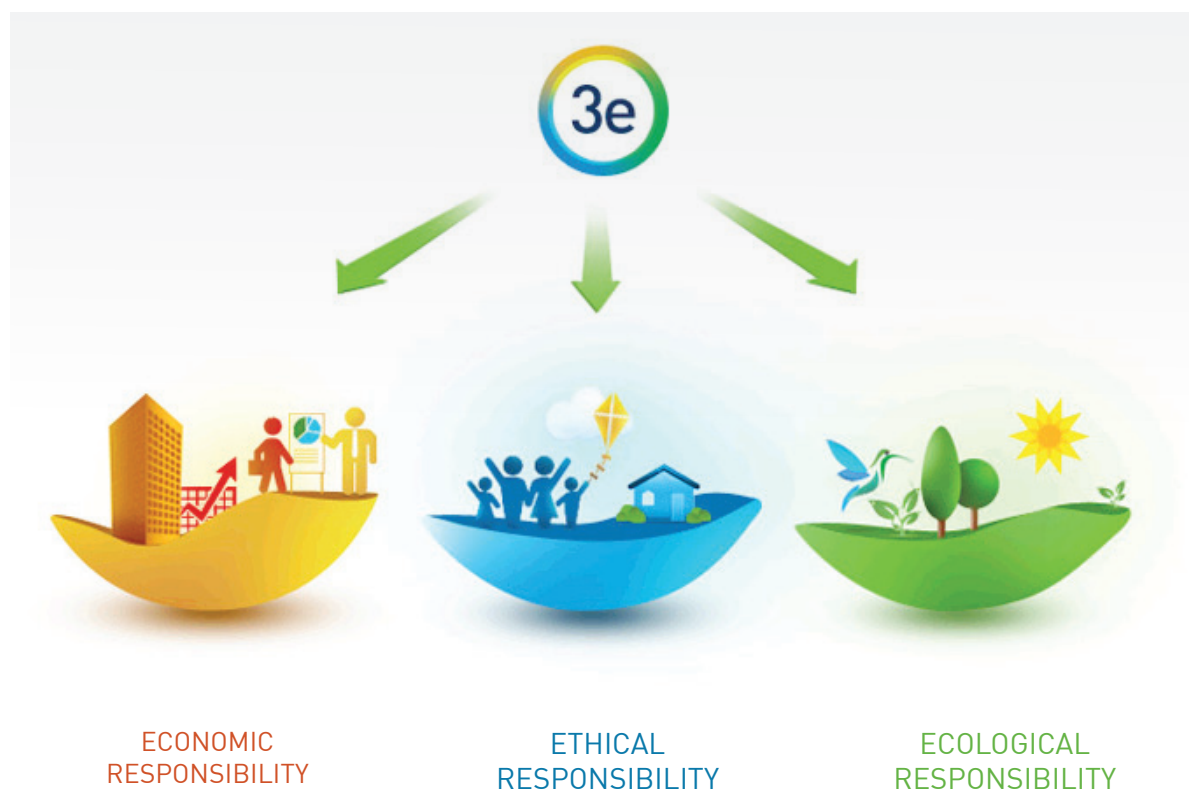 3e
ECONOMIC
RESPONSIBILITY
ETHICAL
RESPONSIBILITY
ECOLOGICAL
RESPONSIBILITY